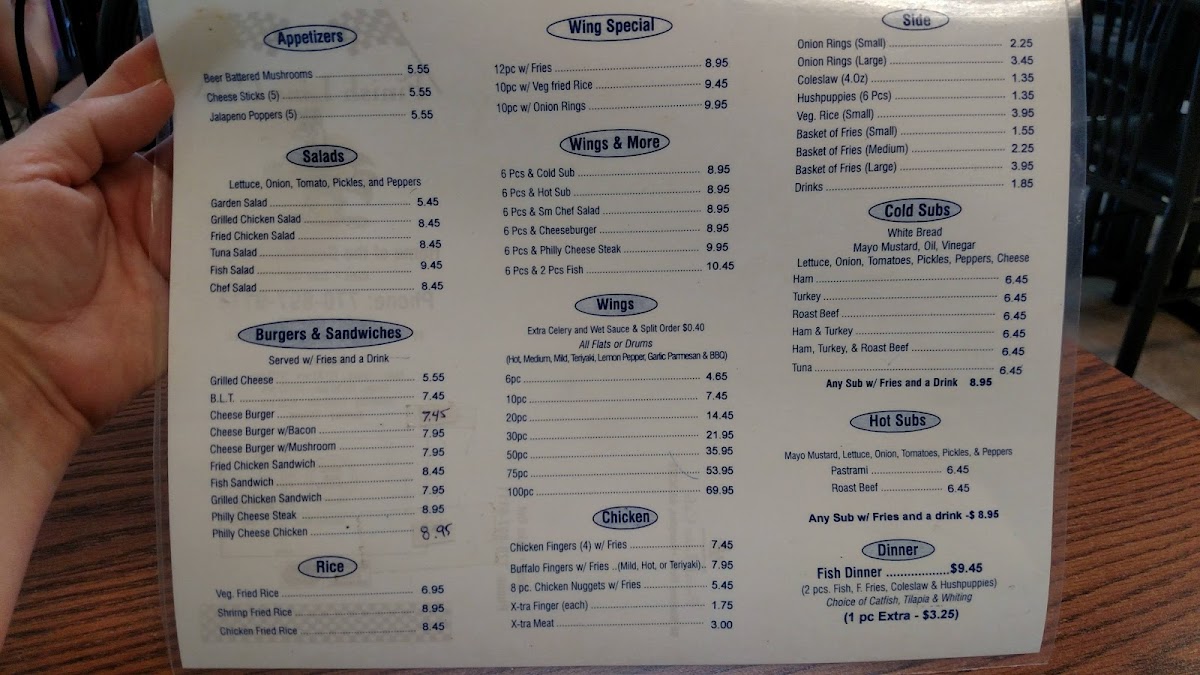 Appetizers
Beer Battered Mushrooms 5.55
Cheese Sticks (5) 5.55
Jalapeno Poppers (5) 5.55
Salads
Lettuce, Onion, Tomato, Pickles, and Peppers
Garden Salad 5.45
Grilled Chicken Salad 8.45
Fried Chicken Salad 8.45
Tuna Salad
Fish Salad 9.45
Chef Salad 8.45
Burgers & Sandwiches
Served w/ Fries and a Drink
Grilled Cheese 5.55
B.L.T. 7.45
Cheese Burger 7.45
Cheese Burger w/Bacon 7.95
Cheese Burger w/Mushroom 7.95
Fried Chicken Sandwich 8.45
Fish Sandwich
Grilled Chicken Sandwich 7.95
Philly Cheese Steak 8.95
Philly Cheese Chicken 8.95
Rice
Veg. Fried Rice 6.95
Shrimp Fried Rice 8.95
Chicken Fried Rice 8.45
Wing Special
12pc w/ Fries 8.95
10pc w/ Veg fried Rice 9.45
10pc w/ Onion Rings 9.95
Wings & More
6 Pcs & Cold Sub 8.95
6 Pcs & Hot Sub 8.95
6 Pcs & Sm Chef Salad 8.95
6 Pcs & Cheeseburger 8.95
6 Pcs & Philly Cheese Steak 9.95
6 Pcs & 2 Pcs Fish 10.45
Wings
Extra Celery and Wet Sauce & Split Order $0.40
All Flats or Drums
(Hot, Medium, Mild, Teriyaki, Lemon Pepper, Garlic Parmesan & BBQ)
6pc 4.65
10pc 7.45
20pc 14.45
30pc 21.95
50pc 35.95
75pc 53.95
100pc 69.95
Chicken
Chicken Fingers (4) w/ Fries 7.45
Buffalo Fingers w/ Fries ..(Mild, Hot, or Teriyaki).. 7.95
8 pc. Chicken Nuggets w/ Fries 5.45
X-tra Finger (each) 1.75
X-tra Meat 3.00
Side
Onion Rings (Small) 2.25
Onion Rings (Large) 3.45
Coleslaw (4.Oz) 1.35
Hushpuppies (6 Pcs) 1.35
Veg. Rice (Small) 3.95
Basket of Fries (Small) 1.55
Basket of Fries (Medium) 2.25
Basket of Fries (Large) 3.95
Drinks 1.85
Cold Subs
White Bread
Mayo Mustard, Oil, Vinegar
Lettuce, Onion, Tomatoes, Pickles, Peppers, Cheese
Ham 6.45
Turkey 6.45
Roast Beef 6.45
Ham & Turkey 6.45
Ham, Turkey, & Roast Beef 6.45
Tuna 6.45
Any Sub w/ Fries and a Drink 8.95
Hot Subs
Mayo Mustard, Lettuce, Onion, Tomatoes, Pickles, & Peppers
Pastrami 6.45
Roast Beef 6.45
Any Sub w/ Fries and a drink -$ 8.95
Dinner
Fish Dinner $9.45
(2 pcs. Fish, F. Fries, Coleslaw & Hushpuppies)
Choice of Catfish, Tilapia & Whiting
(1 pc Extra - $3.25)